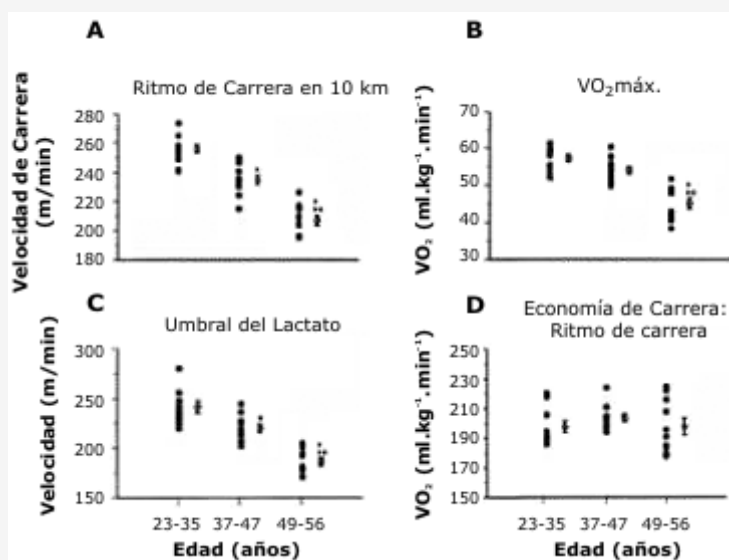 A
Ritmo de Carrera en 10 km
Velocidad de Carrera
(m/min)
280
260
240
220
200
180
B
VO₂máx.
VO₂ (ml.kg⁻¹.min⁻¹)
70
60
50
40
30
C
Umbral del Lactato
Velocidad (m/min)
300
250
200
150
23-35 37-47 49-56
Edad (años)
D
Economía de Carrera:
Ritmo de carrera
VO₂ (ml.kg⁻¹.min⁻¹)
250
230
210
190
170
150
23-35 37-47 49-56
Edad (años)